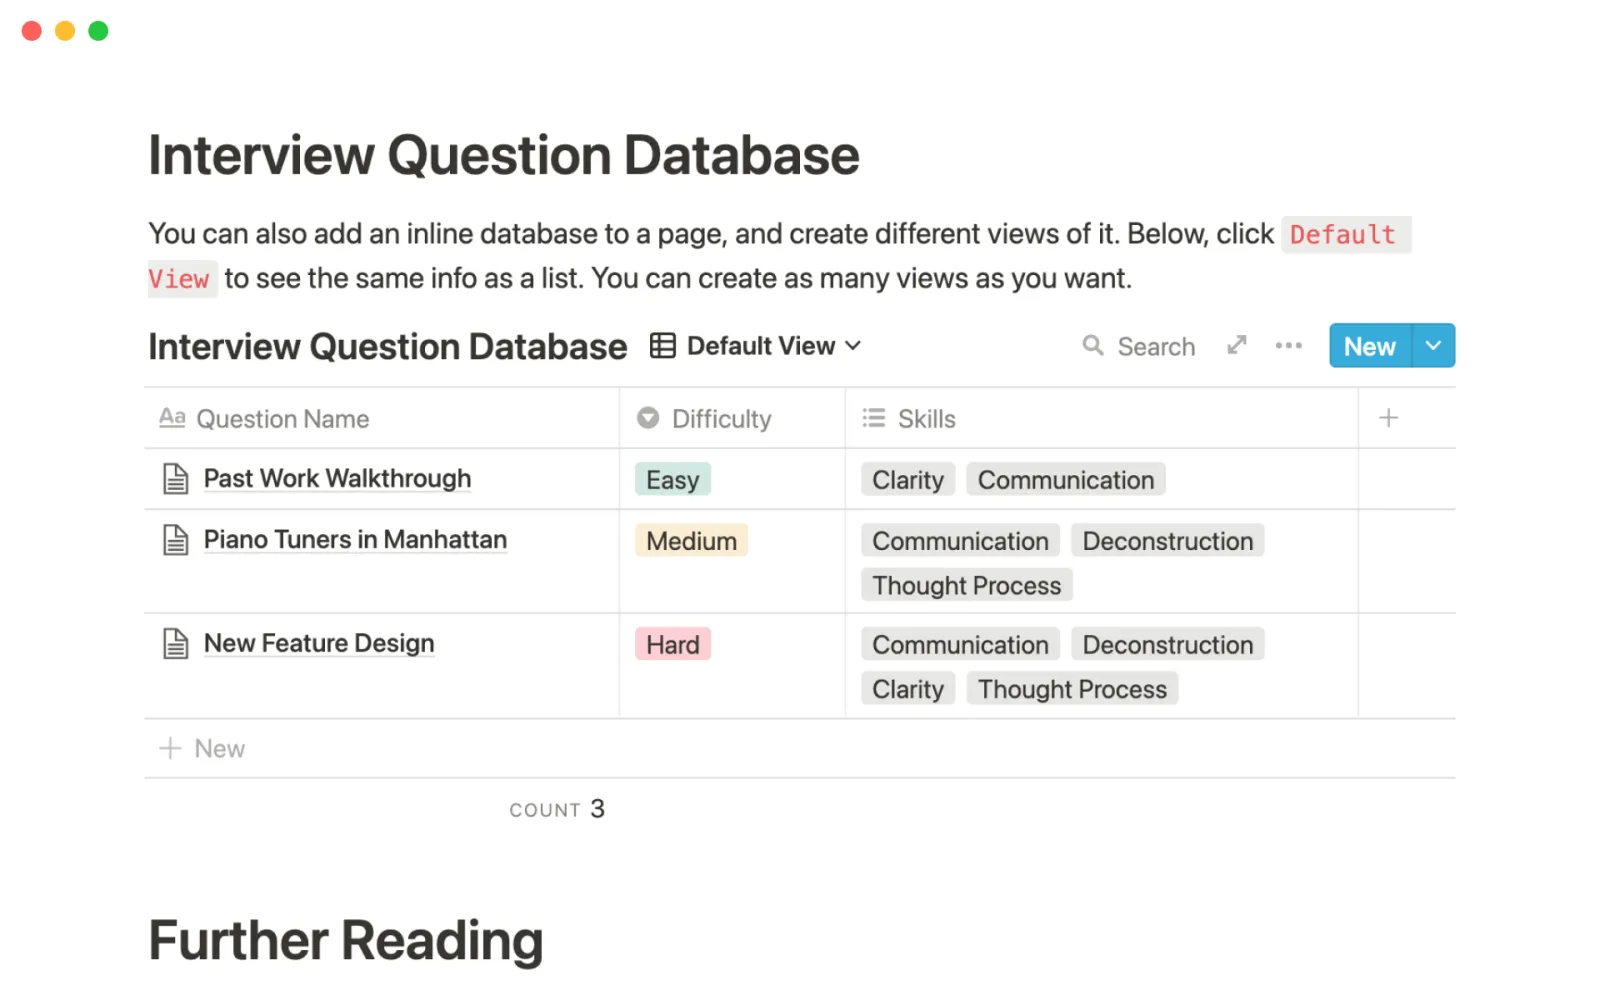 Interview Question Database
You can also add an inline database to a page, and create different views of it. Below, click Default
View to see the same info as a list. You can create as many views as you want.
Interview Question Database Default View Search New
Aa Question Name Difficulty Skills
Past Work Walkthrough Easy Clarity Communication
Piano Tuners in Manhattan Medium Communication Deconstruction
Thought Process
New Feature Design Hard Communication Deconstruction
Clarity Thought Process
+ New
COUNT 3
Further Reading